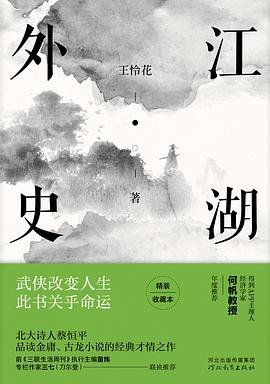 江湖
外史
王怜花
著
精装
收藏本
武侠改变人生
此书关乎命运
得到APP主理人
经济学家
何帆教授
年度推荐
北大诗人蔡恒平
品读金庸、古龙小说的经典才情之作
前《三联生活周刊》执行主编苗炜
专栏作家三七(刀尔登)
联袂推荐
河北出版传媒集团
河北教育出版社